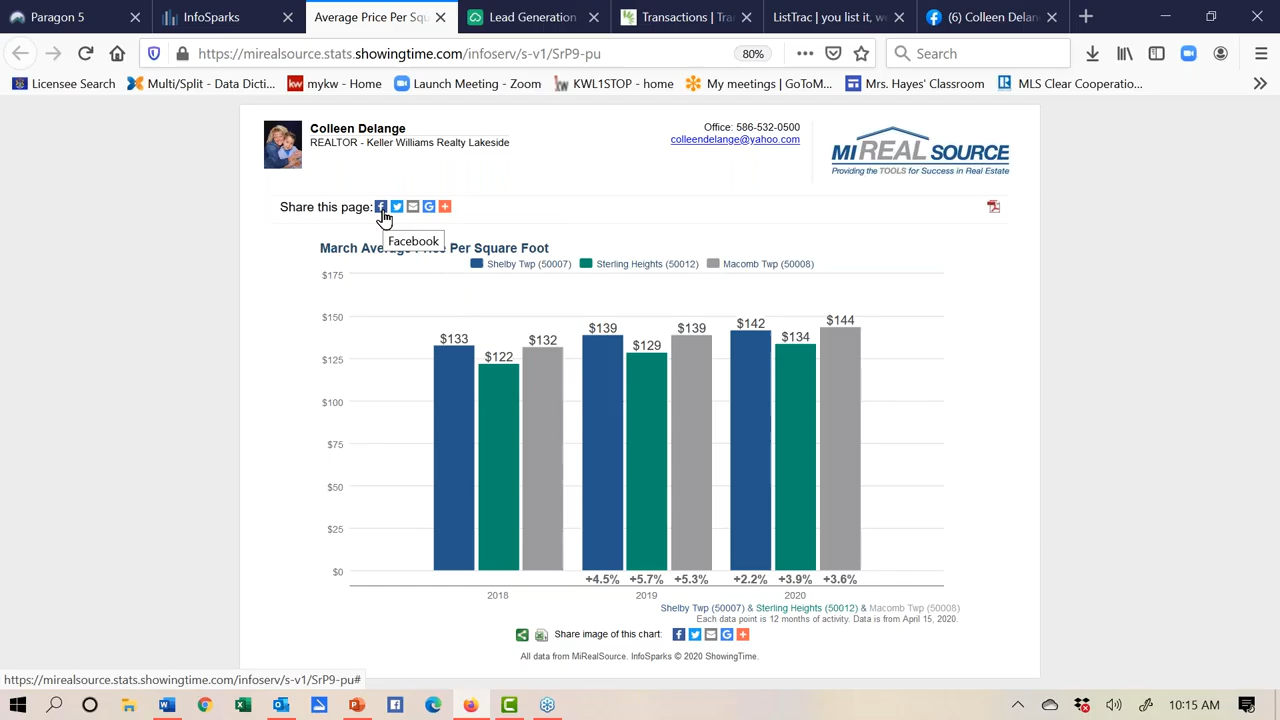 Paragon 5
InfoSparks
Average Price Per Squ
Lead Generation
Transactions | Tra
ListTrac | you list it, w
(6) Colleen Delan
https://mirealsource.stats.showingtime.com/infoserv/s-v1/SrP9-pu
80%
Search
Licensee Search
Multi/Split - Data Dicti...
mykw - Home
Launch Meeting - Zoom
KWL1STOP - home
My meetings | GoToM...
Mrs. Hayes' Classroom
MLS Clear Cooperatio...
Colleen Delange
REALTOR - Keller Williams Realty Lakeside
Office: 586-532-0500
colleendelange@yahoo.com
MI REAL SOURCE
Providing the TOOLS for Success in Real Estate
Share this page:
Facebook
March Average Price Per Square Foot
Shelby Twp (50007) Sterling Heights (50012) Macomb Twp (50008)
$175
$150
$125
$100
$75
$50
$25
$0
$133 $122 $132
$139 $129 $139
$142 $134 $144
+4.5% +5.7% +5.3% +2.2% +3.9% +3.6%
2018 2019 2020
Shelby Twp (50007) & Sterling Heights (50012) & Macomb Twp (50008)
Each data point is 12 months of activity. Data is from April 15, 2020.
Share image of this chart:
All data from MiRealSource. InfoSparks © 2020 ShowingTime.
https://mirealsource.stats.showingtime.com/infoserv/s-v1/SrP9-pu#
10:15 AM